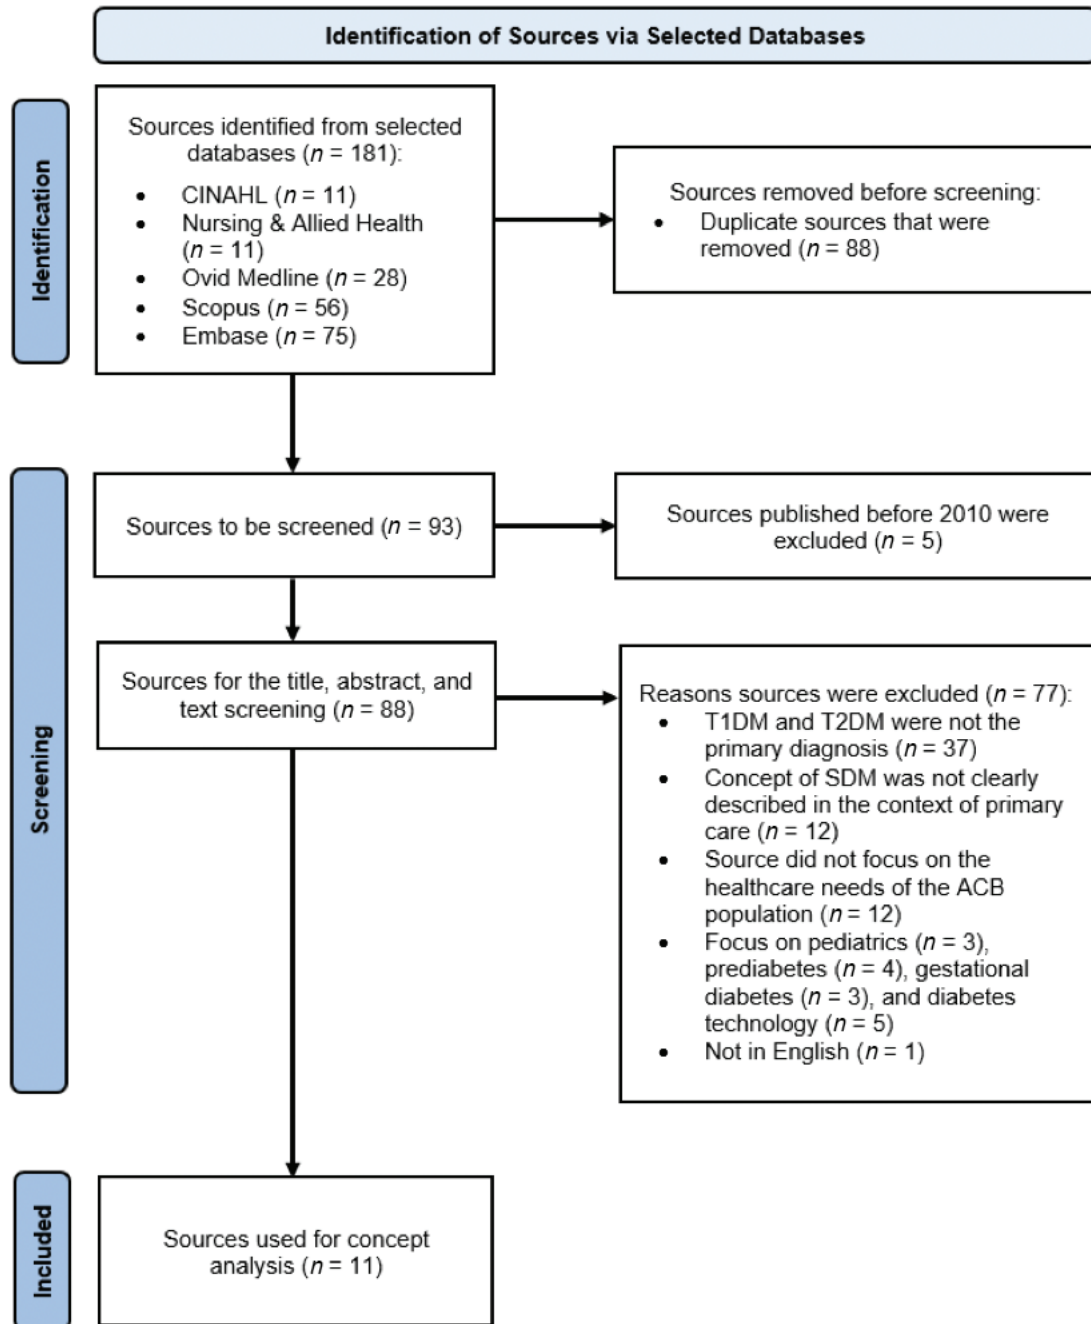 Identification of Sources via Selected Databases
Identification
Sources identified from selected
databases (n = 181):
• CINAHL (n = 11)
• Nursing & Allied Health
(n = 11)
• Ovid Medline (n = 28)
• Scopus (n = 56)
• Embase (n = 75)
Sources removed before screening:
• Duplicate sources that were
removed (n = 88)
Screening
Sources to be screened (n = 93)
Sources published before 2010 were
excluded (n = 5)
Sources for the title, abstract, and
text screening (n = 88)
Reasons sources were excluded (n = 77):
• T1DM and T2DM were not the
primary diagnosis (n = 37)
• Concept of SDM was not clearly
described in the context of primary
care (n = 12)
• Source did not focus on the
healthcare needs of the ACB
population (n = 12)
• Focus on pediatrics (n = 3),
prediabetes (n = 4), gestational
diabetes (n = 3), and diabetes
technology (n = 5)
• Not in English (n = 1)
Included
Sources used for concept
analysis (n = 11)